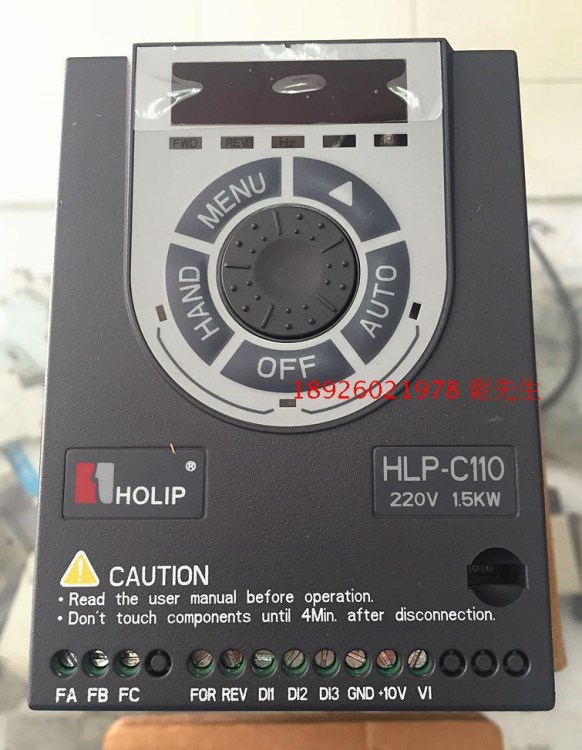 FWD REV Hz
MENU
HAND
AUTO
OFF
18926021978 先生
HOLIP®
HLP-C110
220V 1.5KW
CAUTION
• Read the user manual before operation.
• Don't touch components until 4Min. after disconnection.
FA FB FC FOR REV DI1 DI2 DI3 GND +10V VI